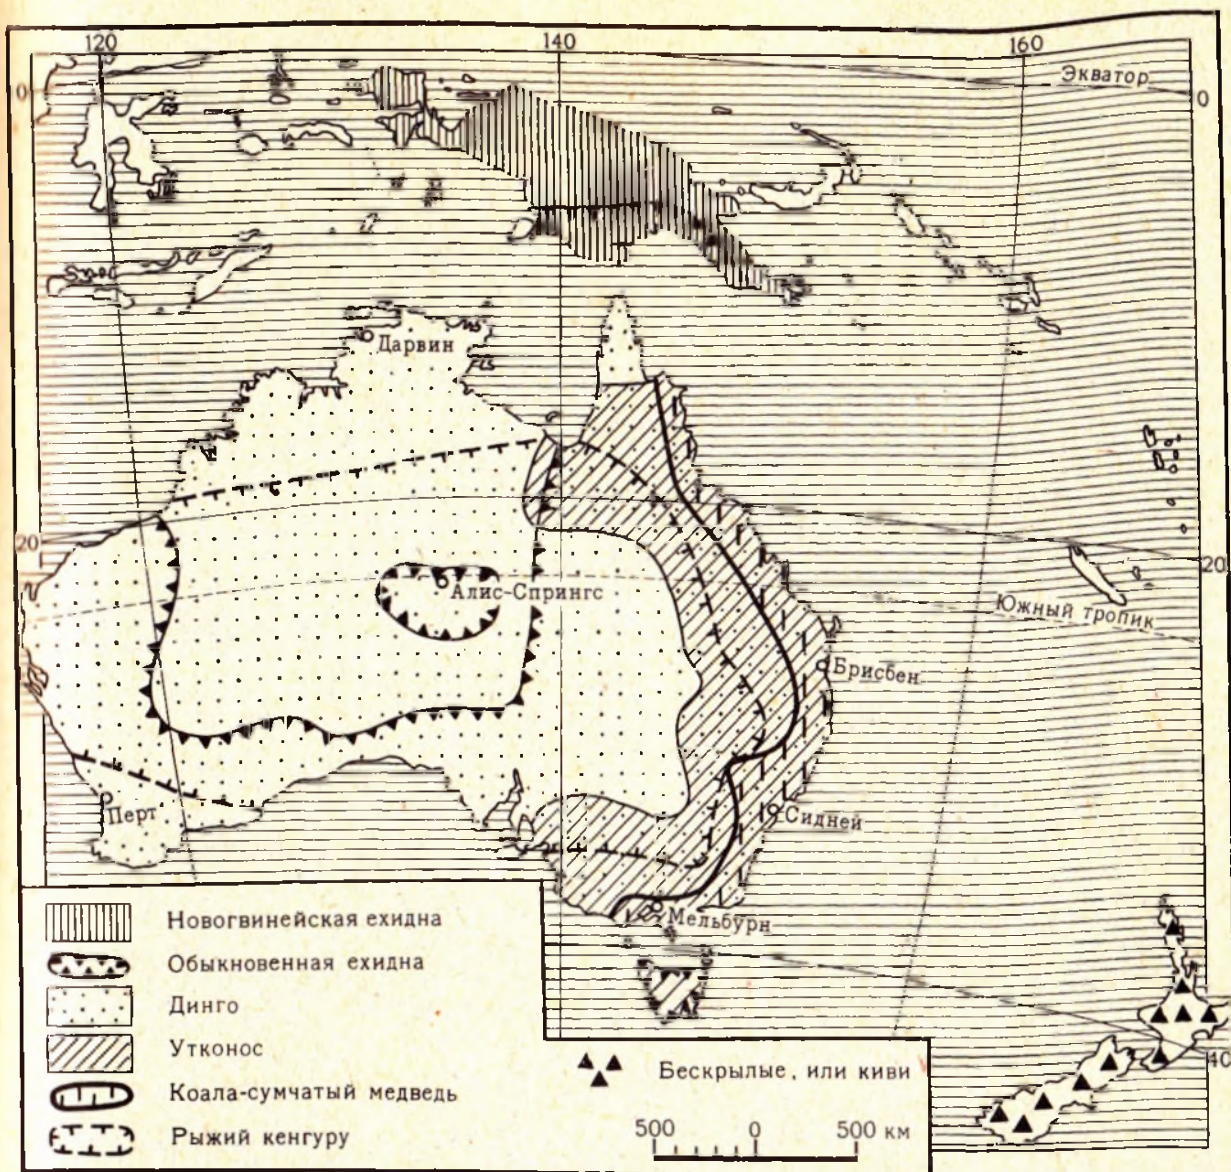 120
140
160
Экватор
0
0
Дарвин
20
20
Алис-Спрингс
Южный тропик
Брисбен
Перт
Сидней
Мельбурн
40
Новогвинейская ехидна
Обыкновенная ехидна
Динго
Утконос
Коала-сумчатый медведь
Рыжий кенгуру
Бескрылые, или киви
500 0 500 км